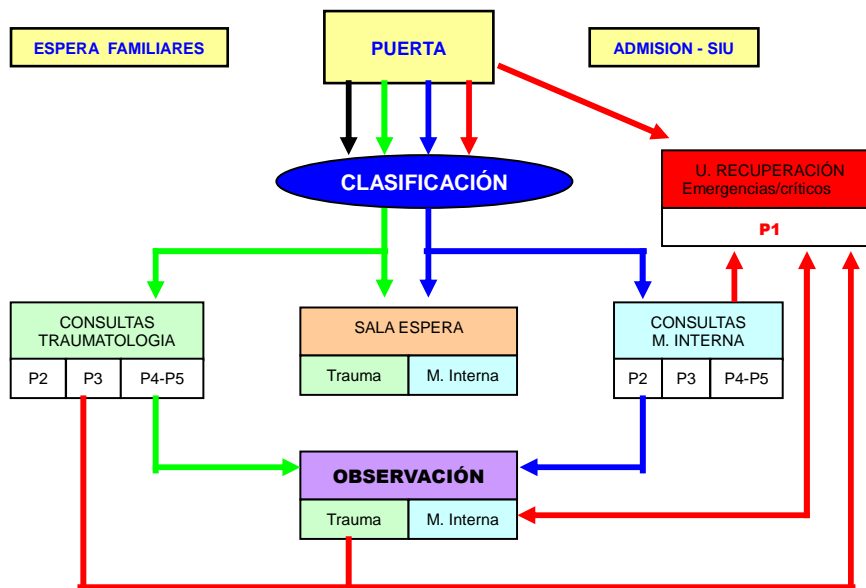 ESPERA  FAMILIARES
PUERTA
ADMISION - SIU
CLASIFICACIÓN
U. RECUPERACIÓN
Emergencias/críticos
P1
CONSULTAS
TRAUMATOLOGIA
P2
P3
P4-P5
SALA ESPERA
Trauma
M. Interna
CONSULTAS
M. INTERNA
P2
P3
P4-P5
OBSERVACIÓN
Trauma
M. Interna